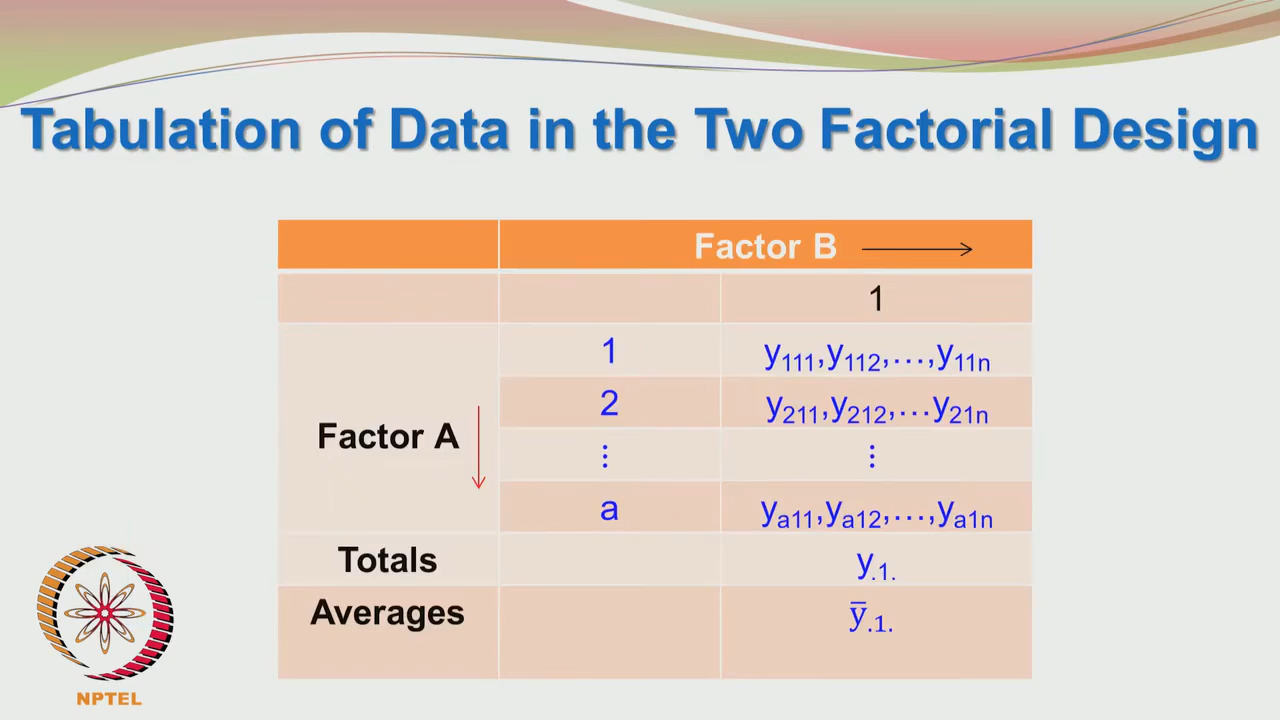 Tabulation of Data in the Two Factorial Design
Factor B
1
1 y111,y112,…,y11n
2 y211,y212,…y21n
Factor A
⋮ ⋮
a ya11,ya12,…,ya1n
Totals y.1.
Averages ȳ.1.
NPTEL